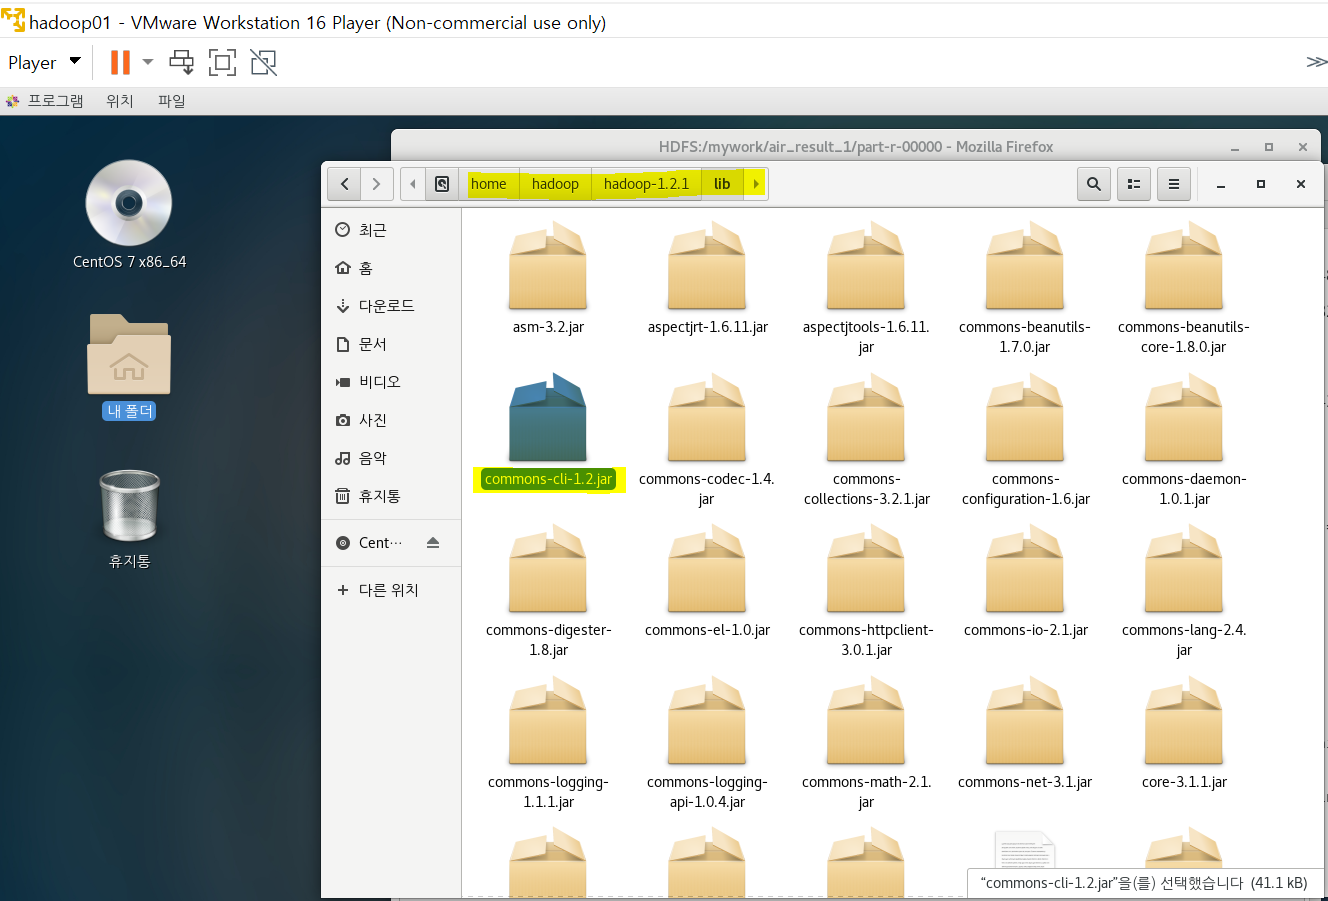 hadoop01 - VMware Workstation 16 Player (Non-commercial use only)
Player
프로그램 위치 파일
HDFS:/mywork/air_result_1/part-r-00000 - Mozilla Firefox
home hadoop hadoop-1.2.1 lib
CentOS 7 x86_64
내 폴더
휴지통
최근
홈
다운로드
문서
비디오
사진
음악
휴지통
Cent…
다른 위치
asm-3.2.jar
aspectjrt-1.6.11.jar
aspectjtools-1.6.11.
jar
commons-beanutils-
1.7.0.jar
commons-beanutils-
core-1.8.0.jar
commons-cli-1.2.jar
commons-codec-1.4.
jar
commons-
collections-3.2.1.jar
commons-
configuration-1.6.jar
commons-daemon-
1.0.1.jar
commons-digester-
1.8.jar
commons-el-1.0.jar
commons-httpclient-
3.0.1.jar
commons-io-2.1.jar
commons-lang-2.4.
jar
commons-logging-
1.1.1.jar
commons-logging-
api-1.0.4.jar
commons-math-2.1.
jar
commons-net-3.1.jar
core-3.1.1.jar
“commons-cli-1.2.jar”을(를) 선택했습니다 (41.1 kB)